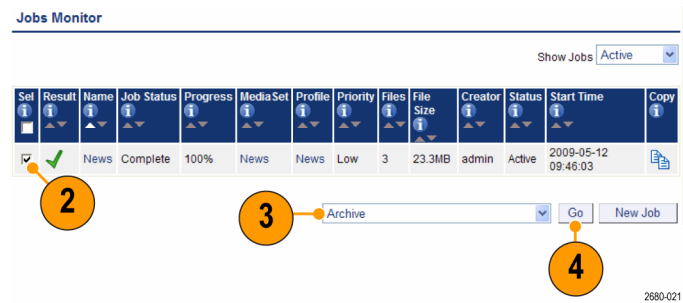 Jobs Monitor
Show Jobs Active
Sel Result Name Job Status Progress MediaSet Profile Priority Files File Size Creator Status Start Time Copy
News Complete 100% News News Low 3 23.3MB admin Active 2009-05-12 09:46:03
2
3
Archive Go New Job
4
2680-021